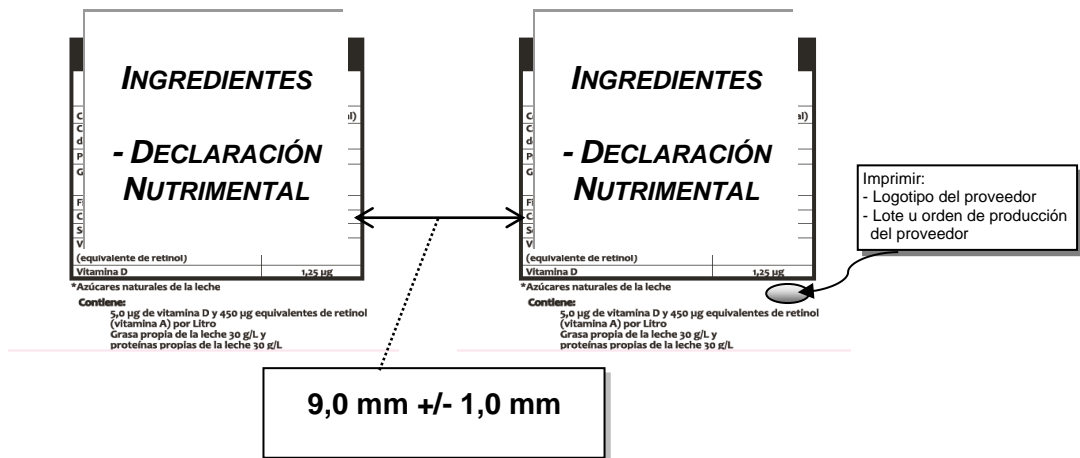 INGREDIENTES
- DECLARACIÓN
NUTRIMENTAL
(equivalente de retinol)
Vitamina D 1,25 µg
*Azúcares naturales de la leche
Contiene:
5,0 µg de vitamina D y 450 µg equivalentes de retinol
(vitamina A) por Litro
Grasa propia de la leche 30 g/L y
proteínas propias de la leche 30 g/L
INGREDIENTES
- DECLARACIÓN
NUTRIMENTAL
(equivalente de retinol)
Vitamina D 1,25 µg
*Azúcares naturales de la leche
Contiene:
5,0 µg de vitamina D y 450 µg equivalentes de retinol
(vitamina A) por Litro
Grasa propia de la leche 30 g/L y
proteínas propias de la leche 30 g/L
Imprimir:
- Logotipo del proveedor
- Lote u orden de producción
del proveedor
9,0 mm +/- 1,0 mm